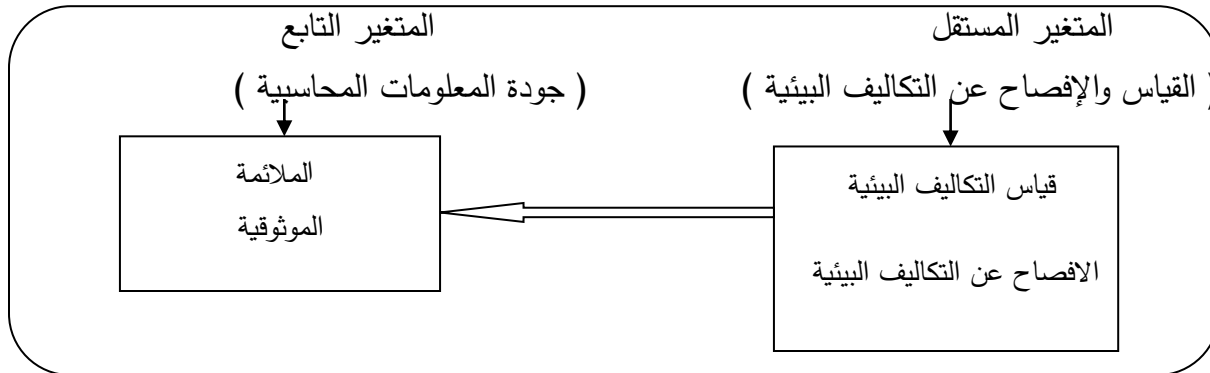 المتغير المستقل
( القياس والإفصاح عن التكاليف البيئية )
قياس التكاليف البيئية
الافصاح عن التكاليف البيئية
المتغير التابع
( جودة المعلومات المحاسبية )
الملائمة
الموثوقية